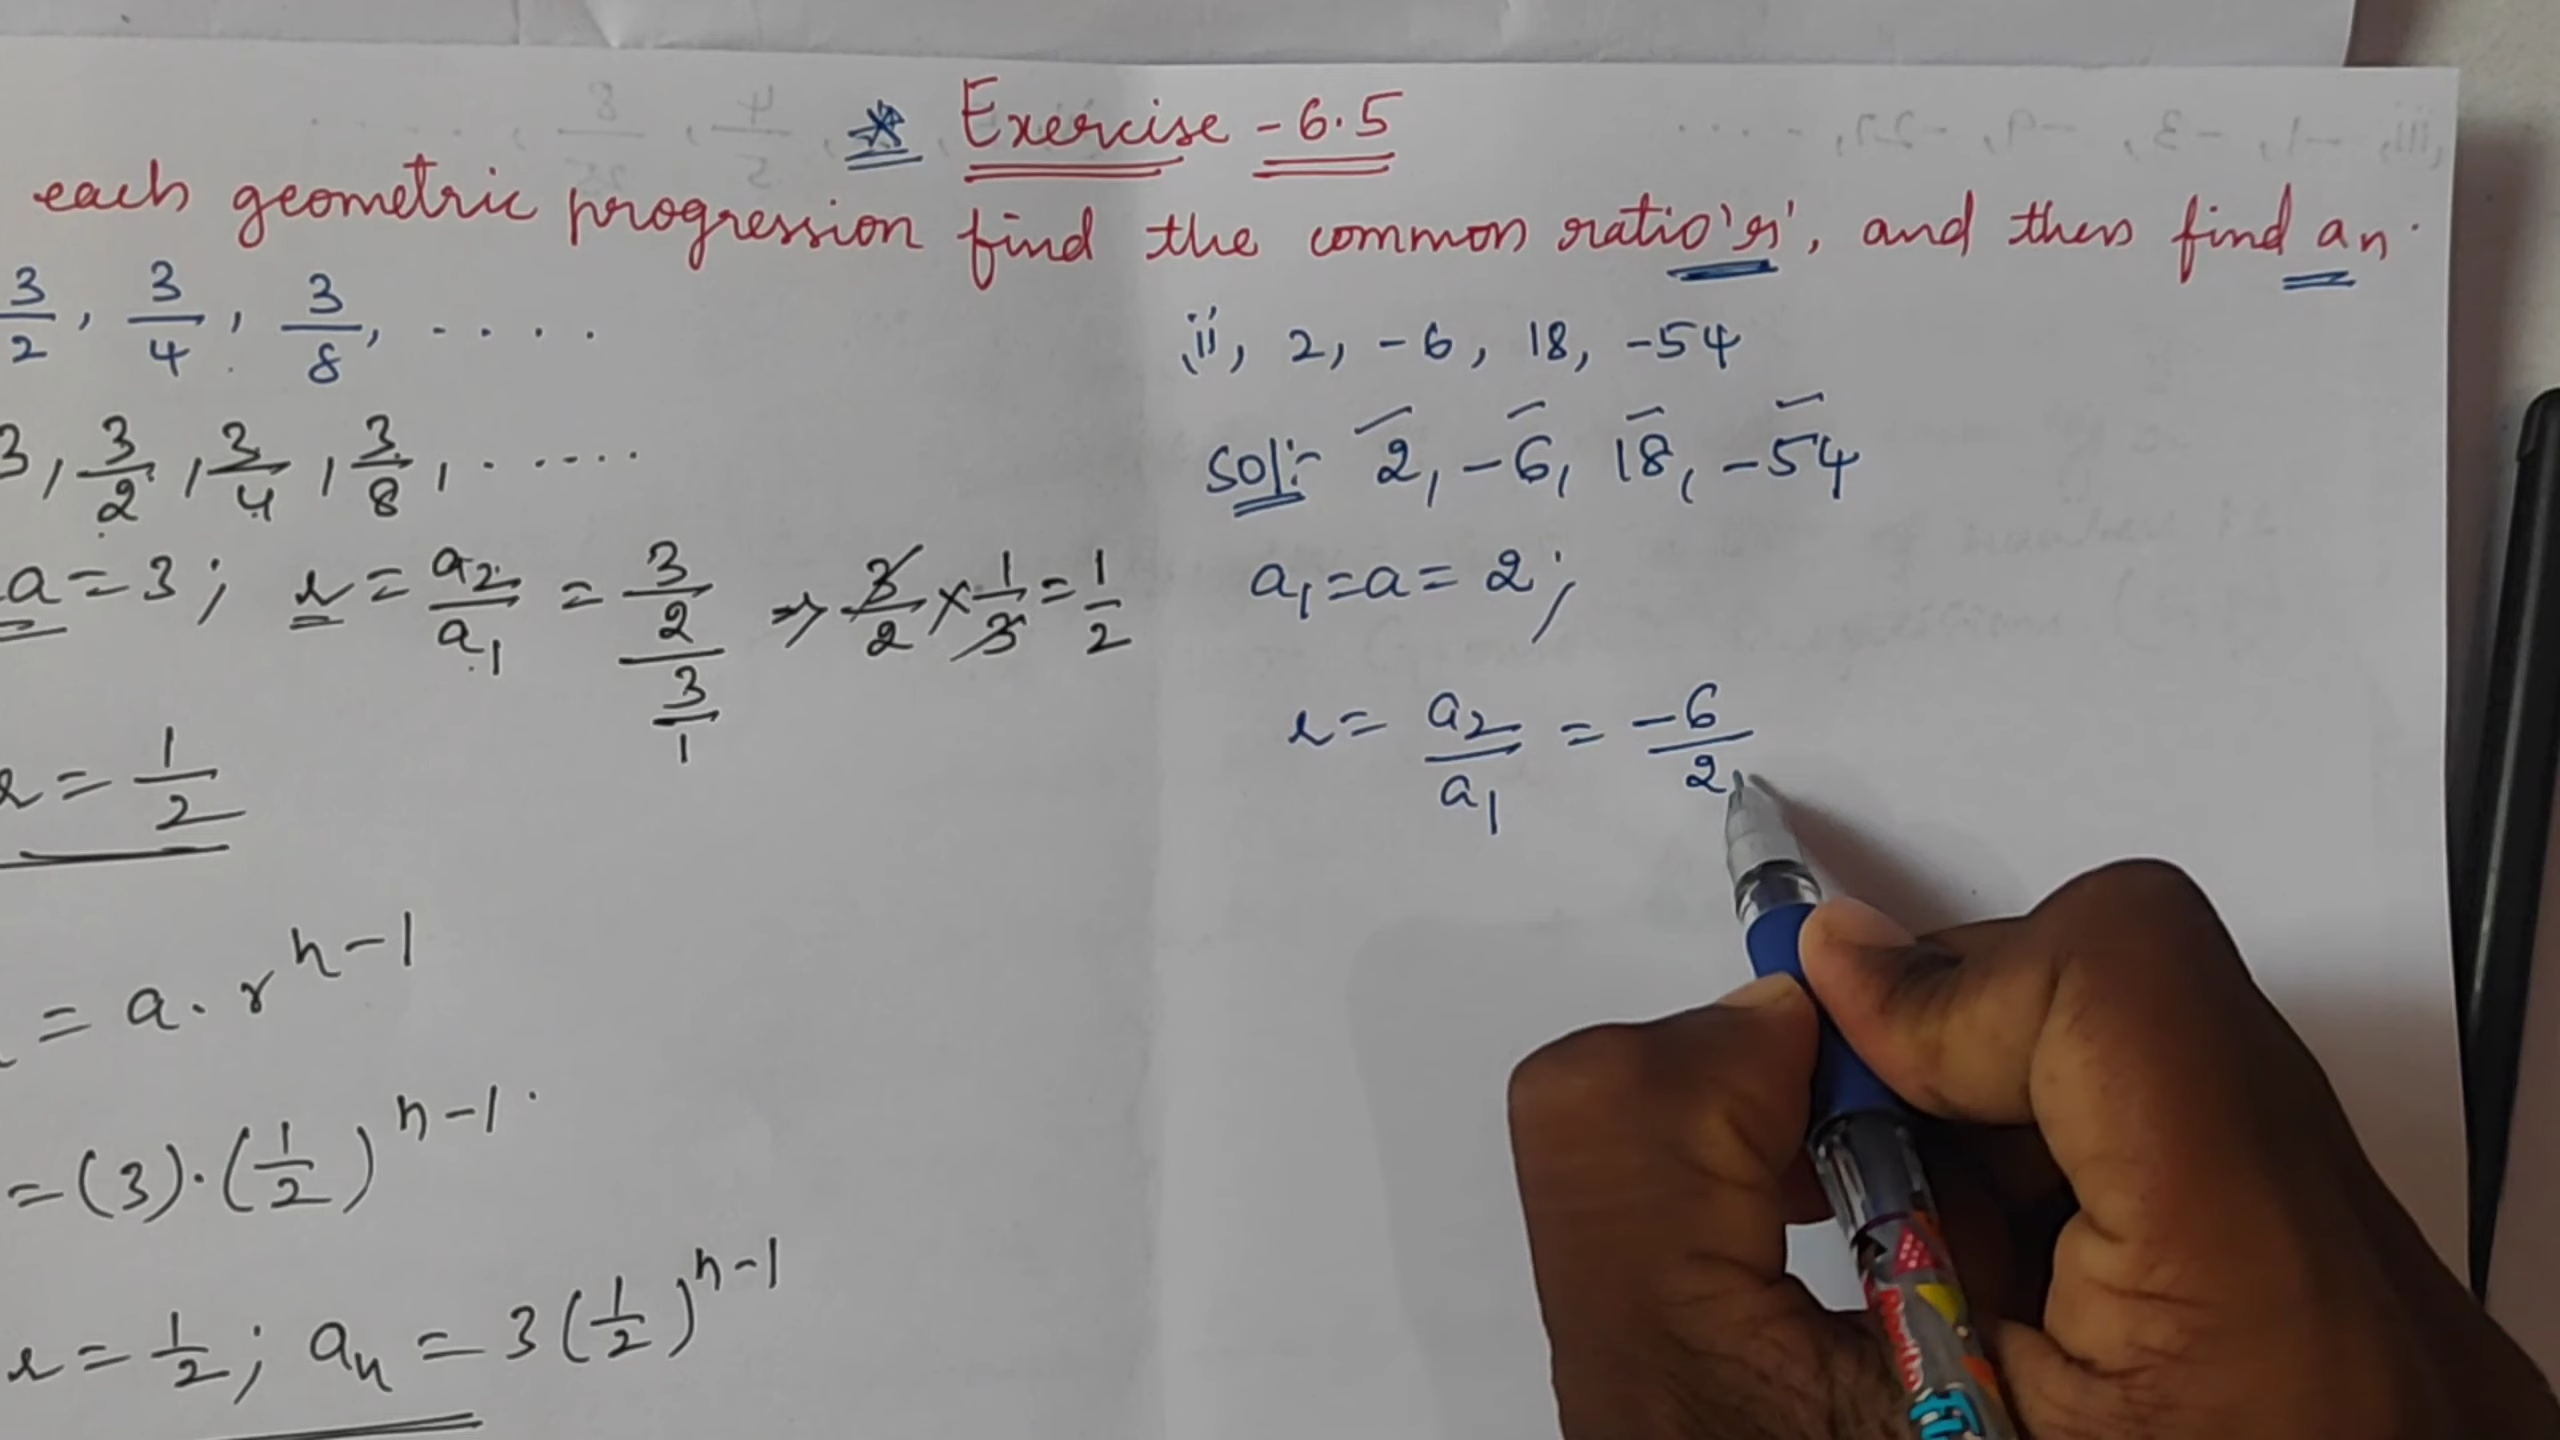 * Exercise - 6.5
each geometric progression find the common ratio 'r', and then find an.
3/2, 3/4, 3/8, . . . .
3, 3/2, 3/4, 3/8, . . . . .
a = 3; r = a2/a1 = 3/2 / 3/1 ⇒ 3/2 × 1/3 = 1/2
r = 1/2
= a . r^n-1
= (3) . (1/2)^n-1 .
r = 1/2 ; an = 3 (1/2)^n-1
ii, 2, -6, 18, -54
Sol:- 2, -6, 18, -54
a1 = a = 2;
r = a2/a1 = -6/2